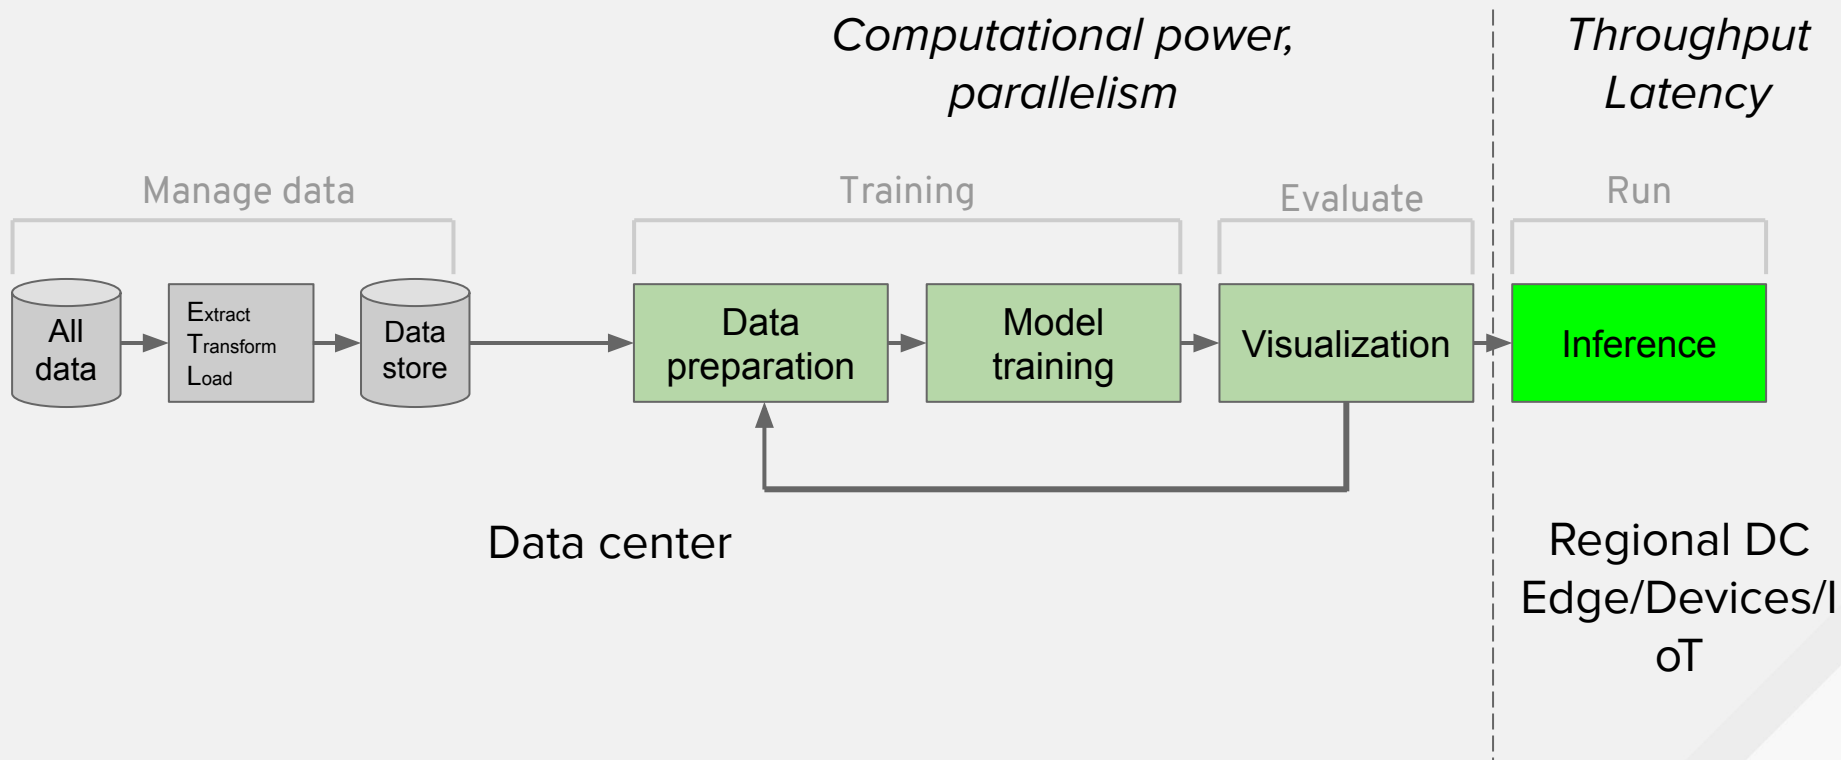 Computational power,
parallelism
Throughput
Latency
Manage data
Training
Evaluate
Run
All
data
Extract
Transform
Load
Data
store
Data
preparation
Model
training
Visualization
Inference
Data center
Regional DC
Edge/Devices/I
oT